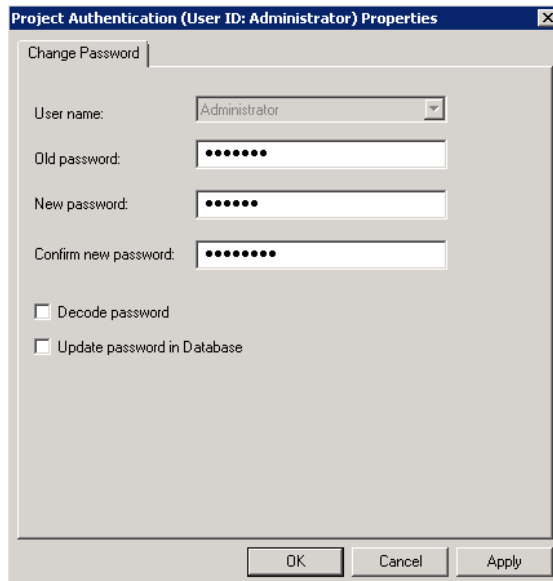 Project Authentication (User ID: Administrator) Properties
Change Password
User name: Administrator
Old password: •••••••
New password: ••••••
Confirm new password: ••••••••
Decode password
Update password in Database
OK Cancel Apply